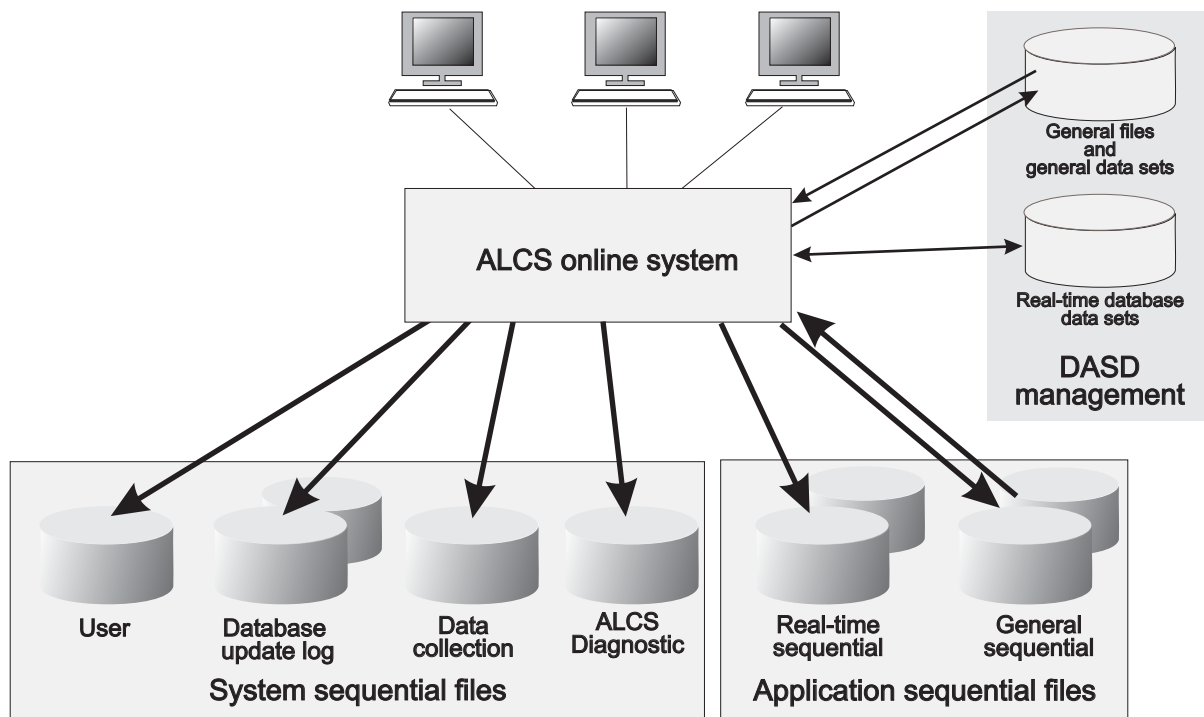 General files
and
general data sets
ALCS online system
Real-time database
data sets
DASD
management
User
Database
update log
Data
collection
ALCS
Diagnostic
System sequential files
Real-time
sequential
General
sequential
Application sequential files